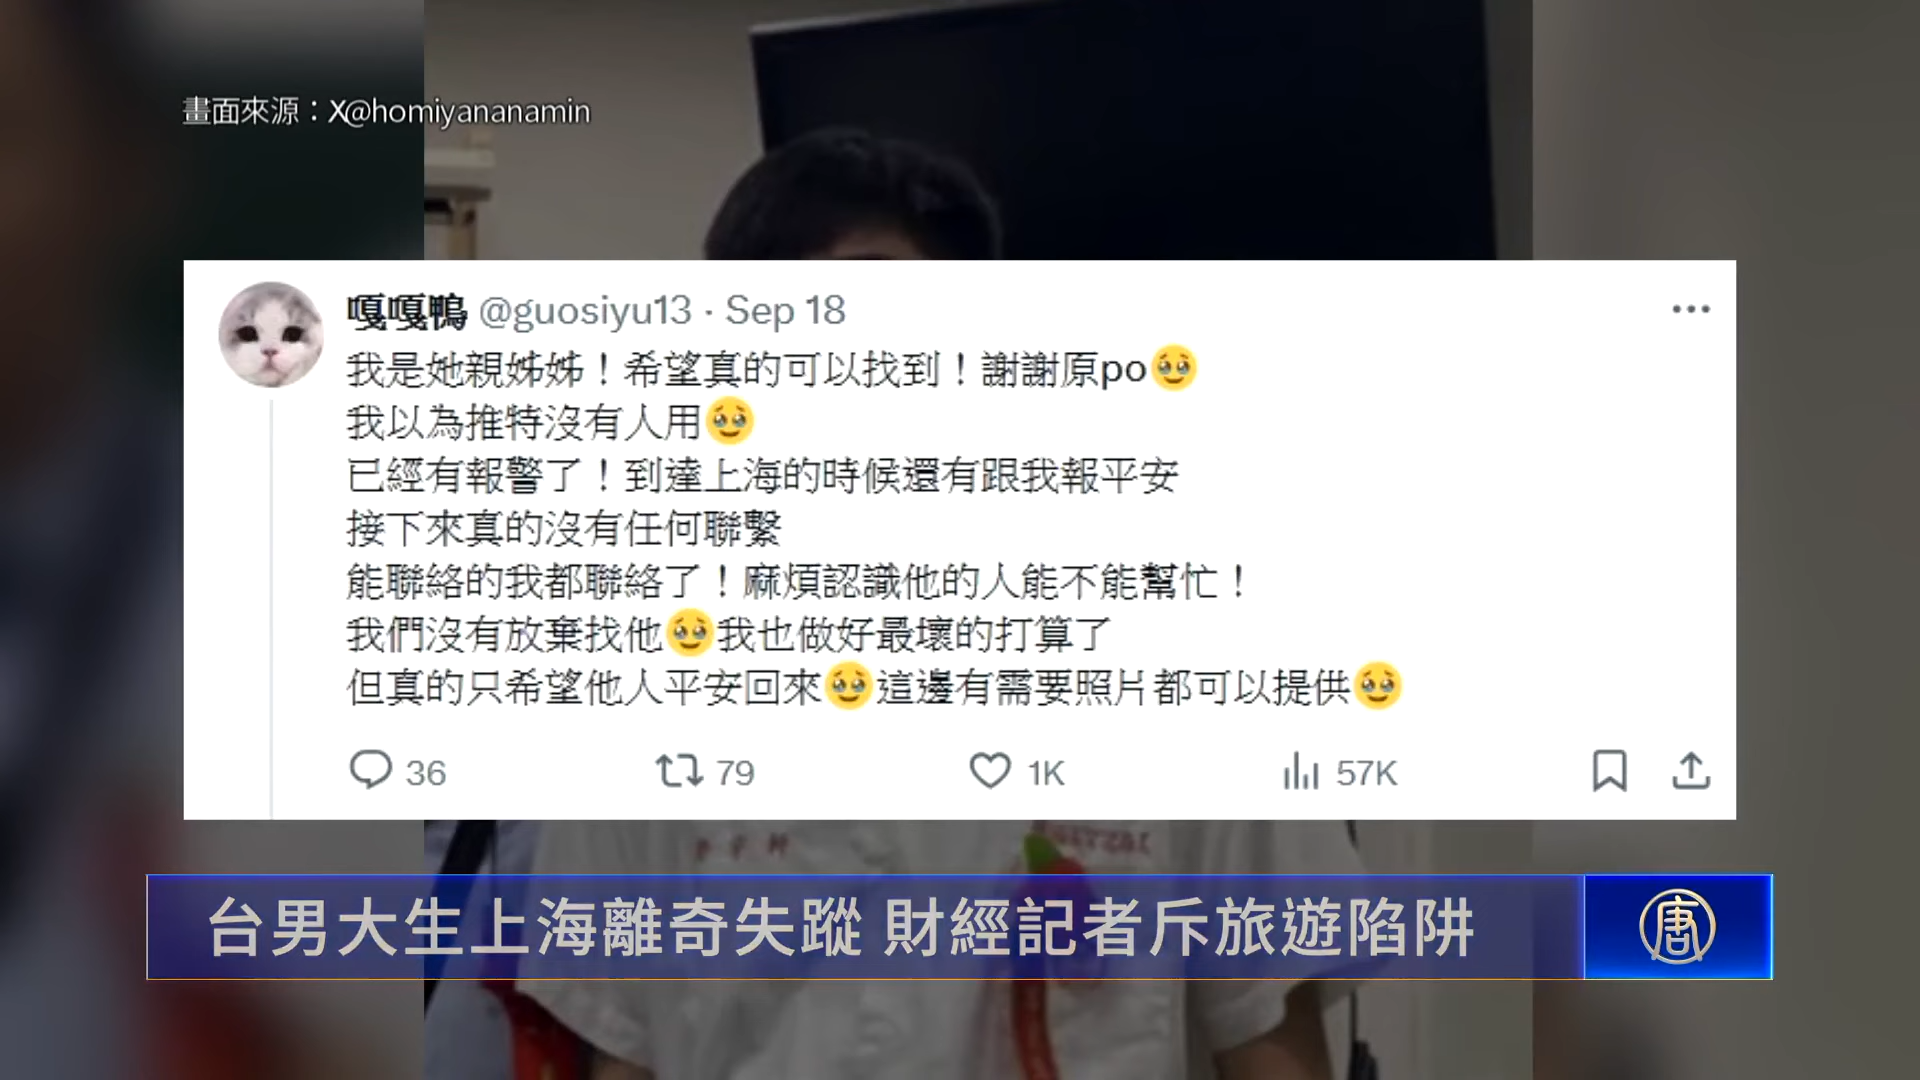 畫面來源：X@homiyananamin
嘎嘎鴨 @guosiyu13 · Sep 18
我是她親姊姊！希望真的可以找到！謝謝原po🥹
我以為推特沒有人用🥹
已經有報警了！到達上海的時候還有跟我報平安
接下來真的沒有任何聯繫
能聯絡的我都聯絡了！麻煩認識他的人能不能幫忙！
我們沒有放棄找他🥹我也做好最壞的打算了
但真的只希望他人平安回來🥹這邊有需要照片都可以提供🥹
36 79 1K 57K
台男大生上海離奇失蹤 財經記者斥旅遊陷阱
唐